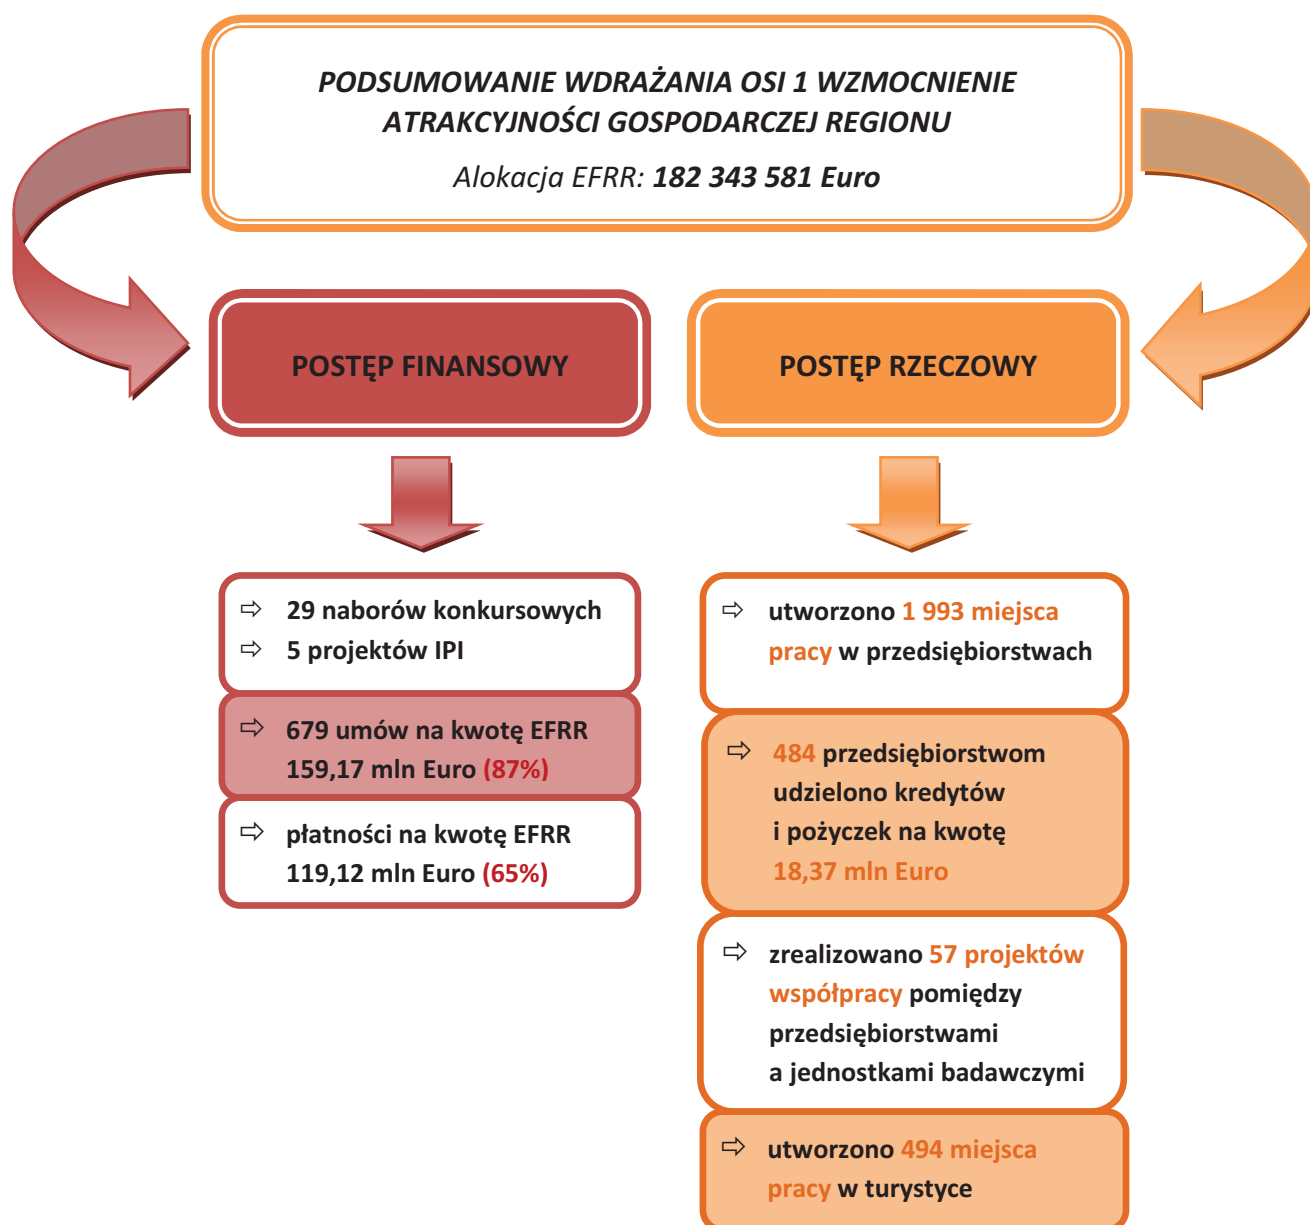 PODSUMOWANIE WDRAŻANIA OSI 1 WZMOCNIENIE
ATRAKCYJNOŚCI GOSPODARCZEJ REGIONU
Alokacja EFRR: 182 343 581 Euro
POSTĘP FINANSOWY
⇨ 29 naborów konkursowych
⇨ 5 projektów IPI
⇨ 679 umów na kwotę EFRR
159,17 mln Euro (87%)
⇨ płatności na kwotę EFRR
119,12 mln Euro (65%)
POSTĘP RZECZOWY
⇨ utworzono 1 993 miejsca
pracy w przedsiębiorstwach
⇨ 484 przedsiębiorstwom
udzielono kredytów
i pożyczek na kwotę
18,37 mln Euro
⇨ zrealizowano 57 projektów
współpracy pomiędzy
przedsiębiorstwami
a jednostkami badawczymi
⇨ utworzono 494 miejsca
pracy w turystyce